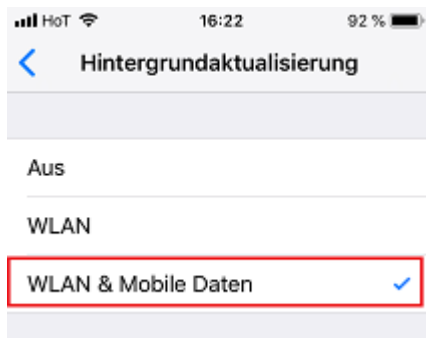 HoT 16:22 92 %
Hintergrundaktualisierung
Aus
WLAN
WLAN & Mobile Daten